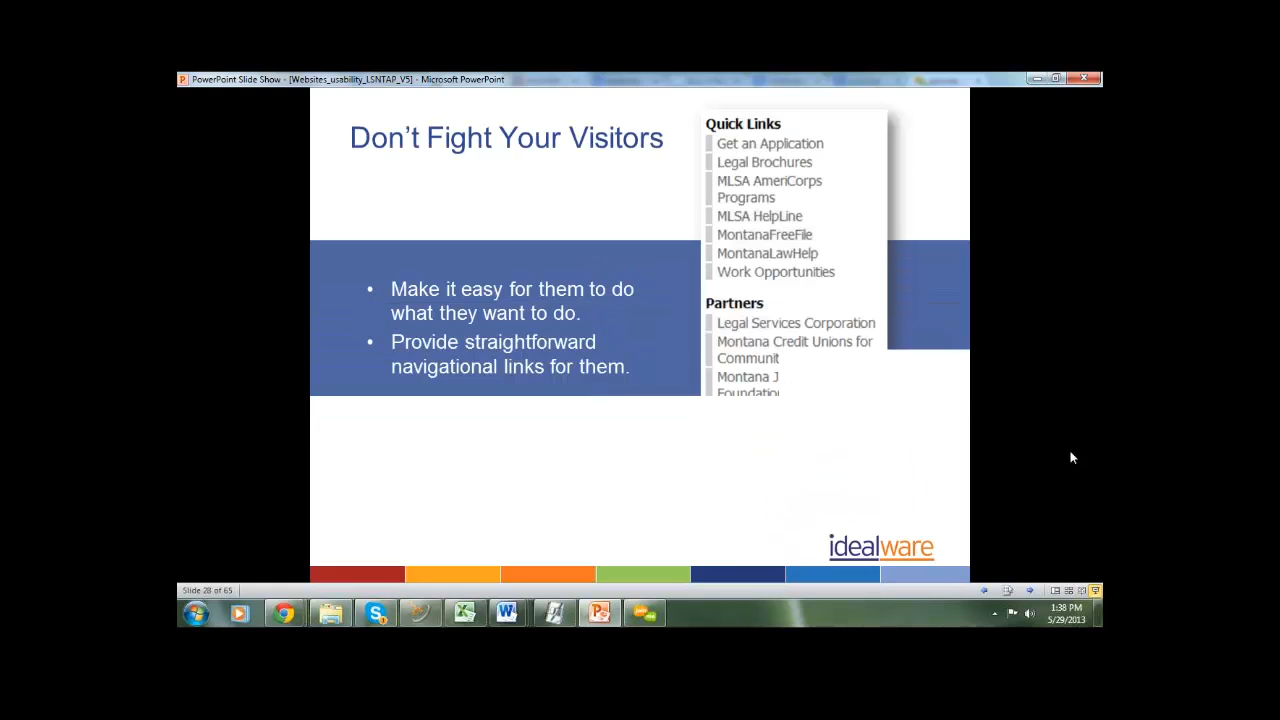 PowerPoint Slide Show - [Websites_usability_LSNTAP_V5] - Microsoft PowerPoint
Don't Fight Your Visitors
• Make it easy for them to do
what they want to do.
• Provide straightforward
navigational links for them.
Quick Links
Get an Application
Legal Brochures
MLSA AmeriCorps
Programs
MLSA HelpLine
MontanaFreeFile
MontanaLawHelp
Work Opportunities
Partners
Legal Services Corporation
Montana Credit Unions for
Communit
Montana J
Foundatio
idealware
Slide 28 of 65
1:38 PM
5/29/2013